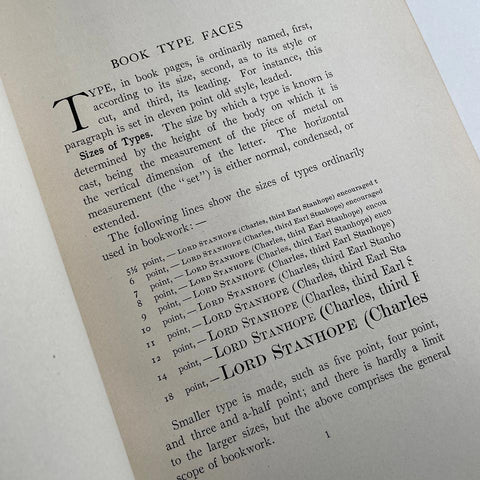 BOOK TYPE FACES
TYPE, in book pages, is ordinarily named, first,
according to its size, second, as to its style or
cut, and third, its leading. For instance, this
paragraph is set in eleven point old style, leaded.
Sizes of Types. The size by which a type is known is
determined by the height of the body on which it is
cast, being the measurement of the piece of metal on
the vertical dimension of the letter. The horizontal
measurement (the "set") is either normal, condensed, or
extended.
The following lines show the sizes of types ordinarily
used in bookwork:—
5½ point,—LORD STANHOPE (Charles, third Earl Stanhope) encouraged t
6 point,—LORD STANHOPE (Charles, third Earl Stanhope) encouraged
7 point,—LORD STANHOPE (Charles, third Earl Stanhope) encou
8 point,—LORD STANHOPE (Charles, third Earl Stanhope) enco
9 point,—LORD STANHOPE (Charles, third Earl Stanhope)
10 point,—LORD STANHOPE (Charles, third Earl Stanho
11 point,—LORD STANHOPE (Charles, third Earl S
12 point,—LORD STANHOPE (Charles, third Earl
14 point,—LORD STANHOPE (Charles, third F
18 point,—LORD STANHOPE (Charles
Smaller type is made, such as five point, four point,
and three and a-half point; and there is hardly a limit
to the larger sizes, but the above comprises the general
scope of bookwork.
1